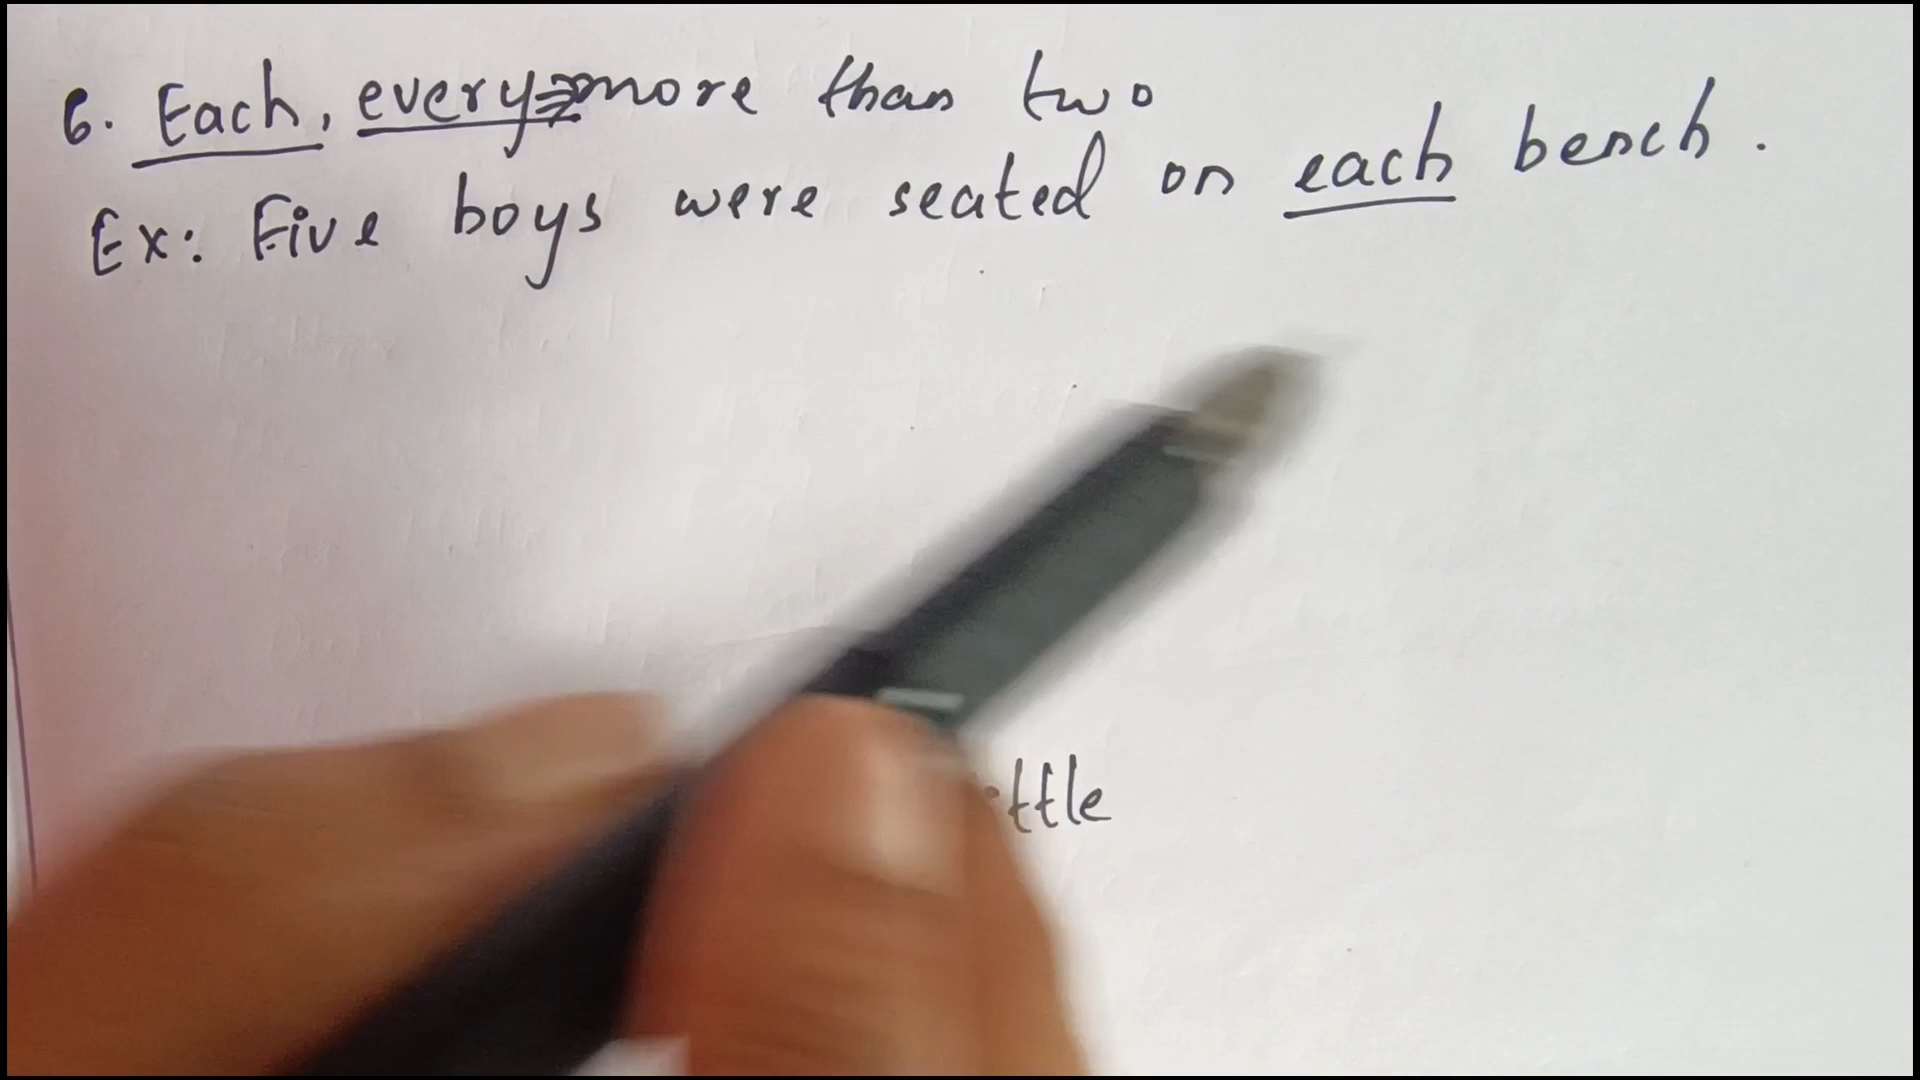 6. Each, every⇒more than two
Ex: Five boys were seated on each bench.